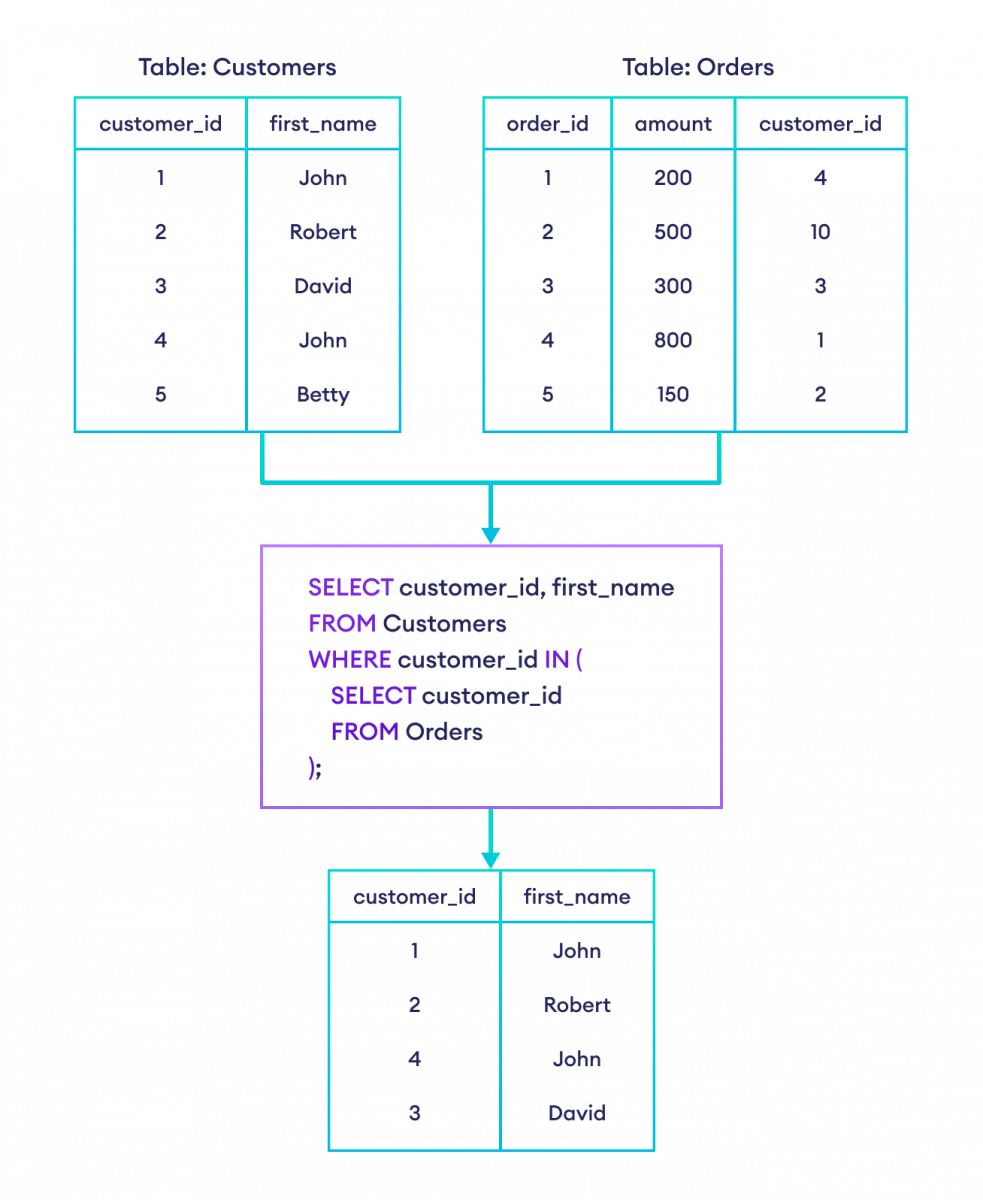 Table: Customers
customer_id first_name
1 John
2 Robert
3 David
4 John
5 Betty
Table: Orders
order_id amount customer_id
1 200 4
2 500 10
3 300 3
4 800 1
5 150 2
SELECT customer_id, first_name
FROM Customers
WHERE customer_id IN (
SELECT customer_id
FROM Orders
);
customer_id first_name
1 John
2 Robert
4 John
3 David